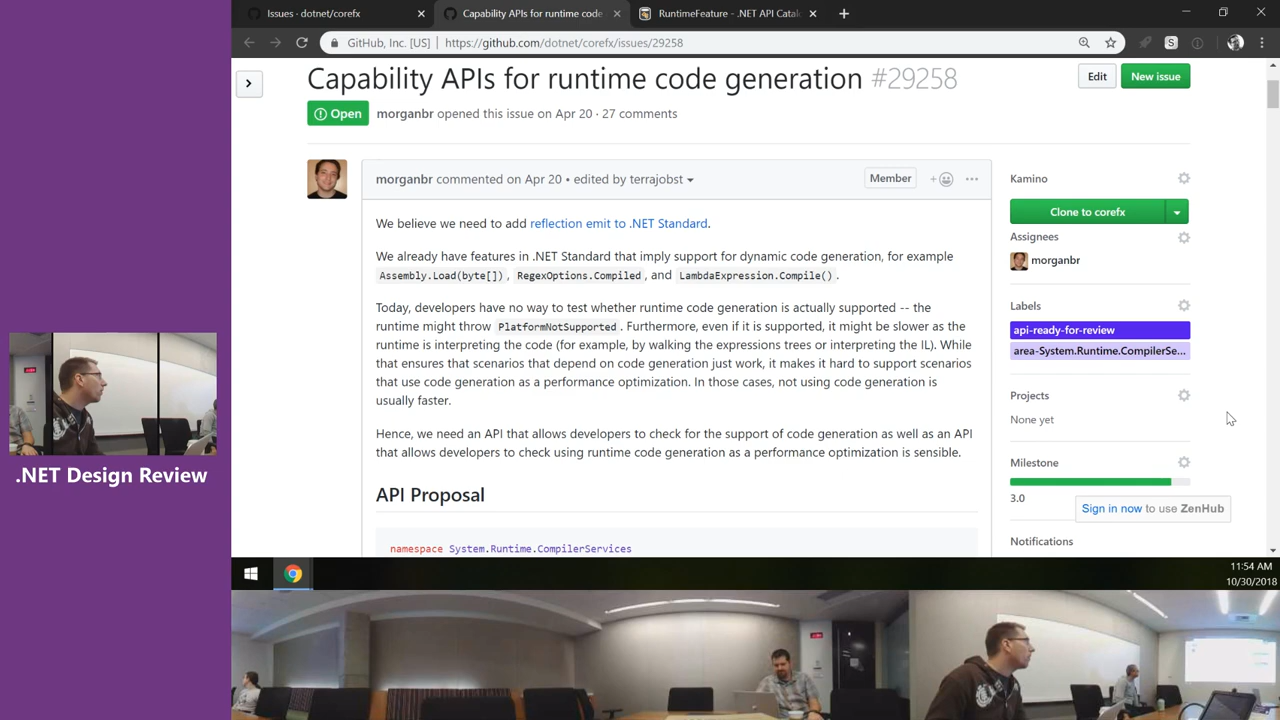 Issues · dotnet/corefx
Capability APIs for runtime code
RuntimeFeature - .NET API Catal
GitHub, Inc. [US] | https://github.com/dotnet/corefx/issues/29258
Capability APIs for runtime code generation #29258
Edit
New issue
Open
morganbr opened this issue on Apr 20 · 27 comments
morganbr commented on Apr 20 • edited by terrajobst
Member
We believe we need to add reflection emit to .NET Standard.
We already have features in .NET Standard that imply support for dynamic code generation, for example
Assembly.Load(byte[]), RegexOptions.Compiled, and LambdaExpression.Compile().
Today, developers have no way to test whether runtime code generation is actually supported -- the
runtime might throw PlatformNotSupported. Furthermore, even if it is supported, it might be slower as the
runtime is interpreting the code (for example, by walking the expressions trees or interpreting the IL). While
that ensures that scenarios that depend on code generation just work, it makes it hard to support scenarios
that use code generation as a performance optimization. In those cases, not using code generation is
usually faster.
Hence, we need an API that allows developers to check for the support of code generation as well as an API
that allows developers to check using runtime code generation as a performance optimization is sensible.
API Proposal
namespace System.Runtime.CompilerServices
Kamino
Clone to corefx
Assignees
morganbr
Labels
api-ready-for-review
area-System.Runtime.CompilerSe...
Projects
None yet
Milestone
3.0
Sign in now to use ZenHub
Notifications
.NET Design Review
11:54 AM
10/30/2018